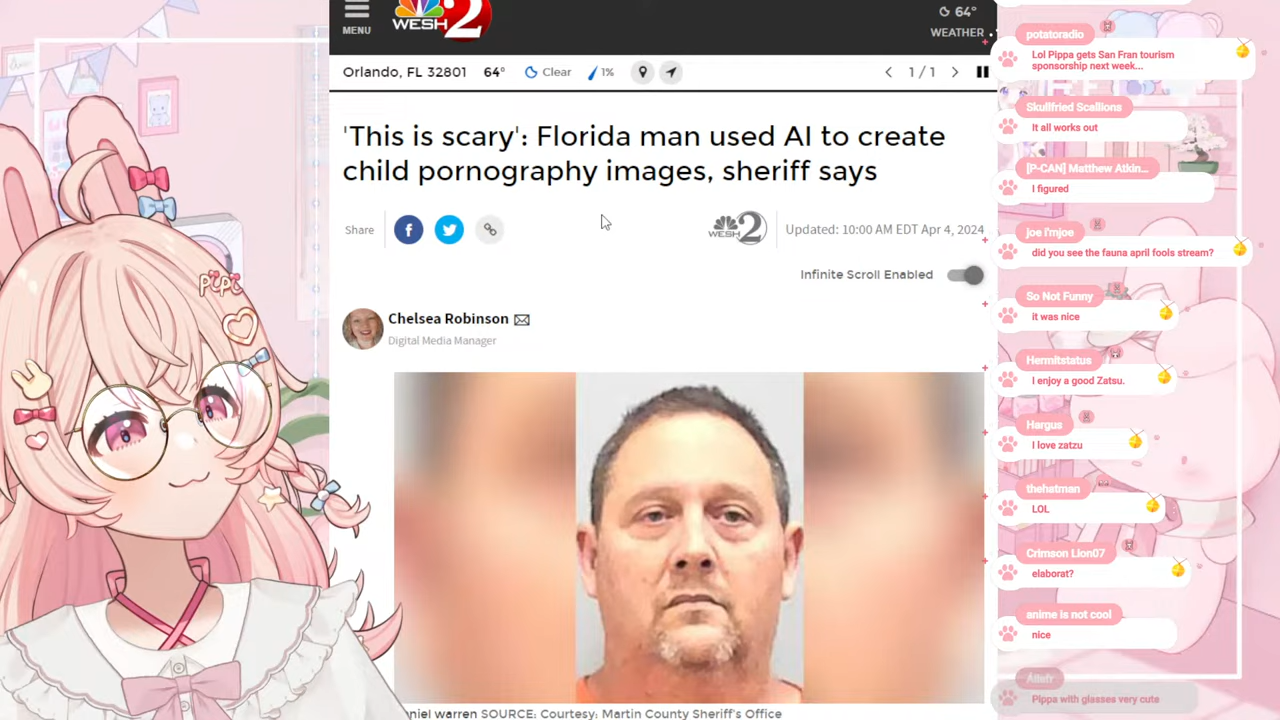 MENU
WESH 2
64°
WEATHER
Orlando, FL 32801 64° Clear 1% 1 / 1
'This is scary': Florida man used AI to create
child pornography images, sheriff says
Share
WESH 2
Updated: 10:00 AM EDT Apr 4, 2024
Infinite Scroll Enabled
Chelsea Robinson
Digital Media Manager
niel warren SOURCE: Courtesy: Martin County Sheriff's Office
pipi
potatoradio
Lol Pippa gets San Fran tourism
sponsorship next week...
Skullfried Scallions
It all works out
[P-CAN] Matthew Atkin...
I figured
joe i'mjoe
did you see the fauna april fools stream?
So Not Funny
it was nice
Hermitstatus
I enjoy a good Zatsu.
Hargus
I love zatzu
thehatman
LOL
Crimson Lion07
elaborat?
anime is not cool
nice
Pippa with glasses very cute